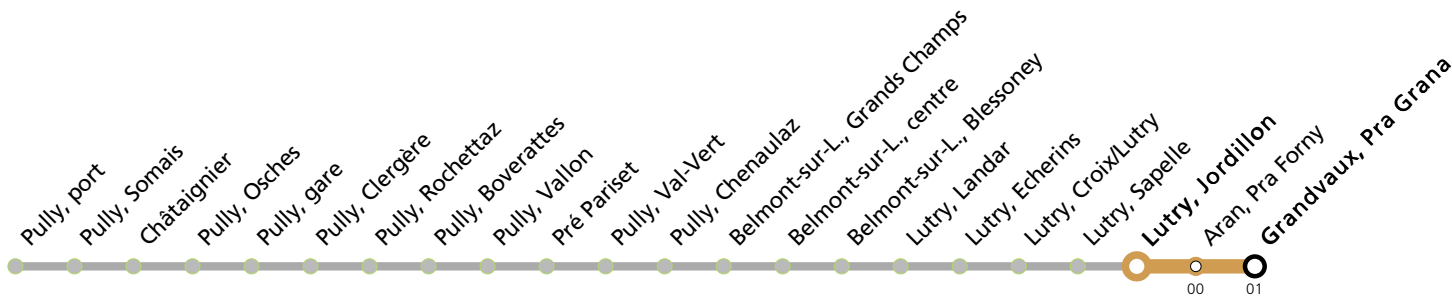 Pully, port
Pully, Somais
Châtaignier
Pully, Osches
Pully, gare
Pully, Clergère
Pully, Rochettaz
Pully, Boverattes
Pully, Vallon
Pré Pariset
Pully, Val-Vert
Pully, Chenaulaz
Belmont-sur-L., Grands Champs
Belmont-sur-L., centre
Belmont-sur-L., Blessoney
Lutry, Landar
Lutry, Echerins
Lutry, Croix/Lutry
Lutry, Sapelle
Lutry, Jordillon
Aran, Pra Forny
Grandvaux, Pra Grana
00
01